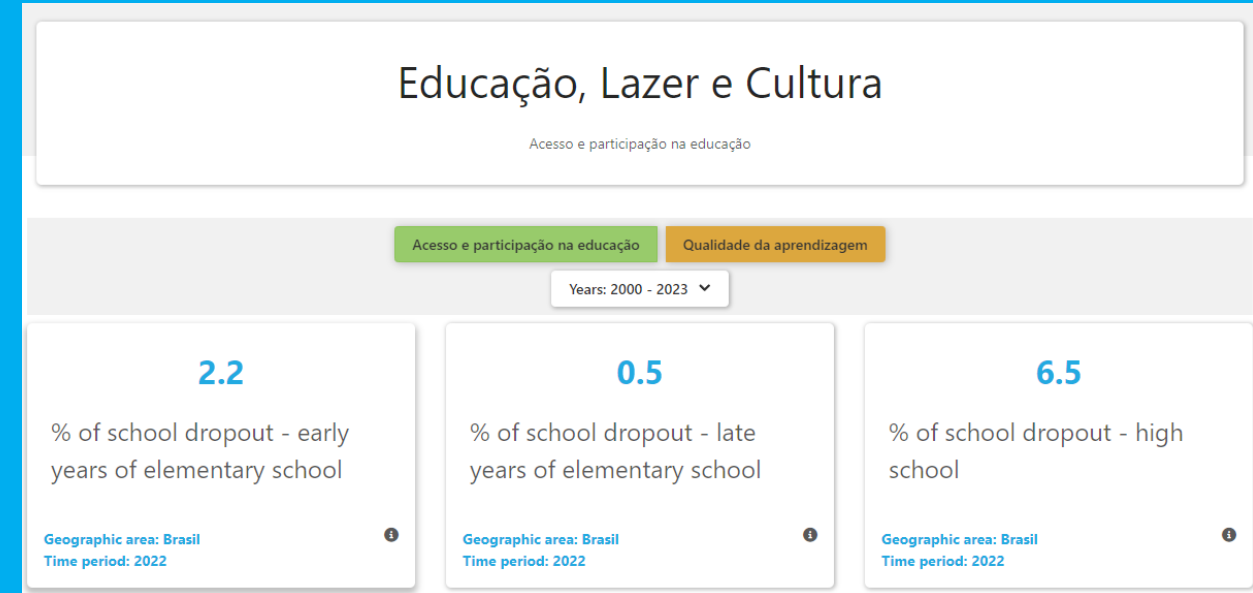 Educação, Lazer e Cultura
Acesso e participação na educação
Acesso e participação na educação
Qualidade da aprendizagem
Years: 2000 - 2023
2.2
% of school dropout - early
years of elementary school
Geographic area: Brasil
Time period: 2022
0.5
% of school dropout - late
years of elementary school
Geographic area: Brasil
Time period: 2022
6.5
% of school dropout - high
school
Geographic area: Brasil
Time period: 2022